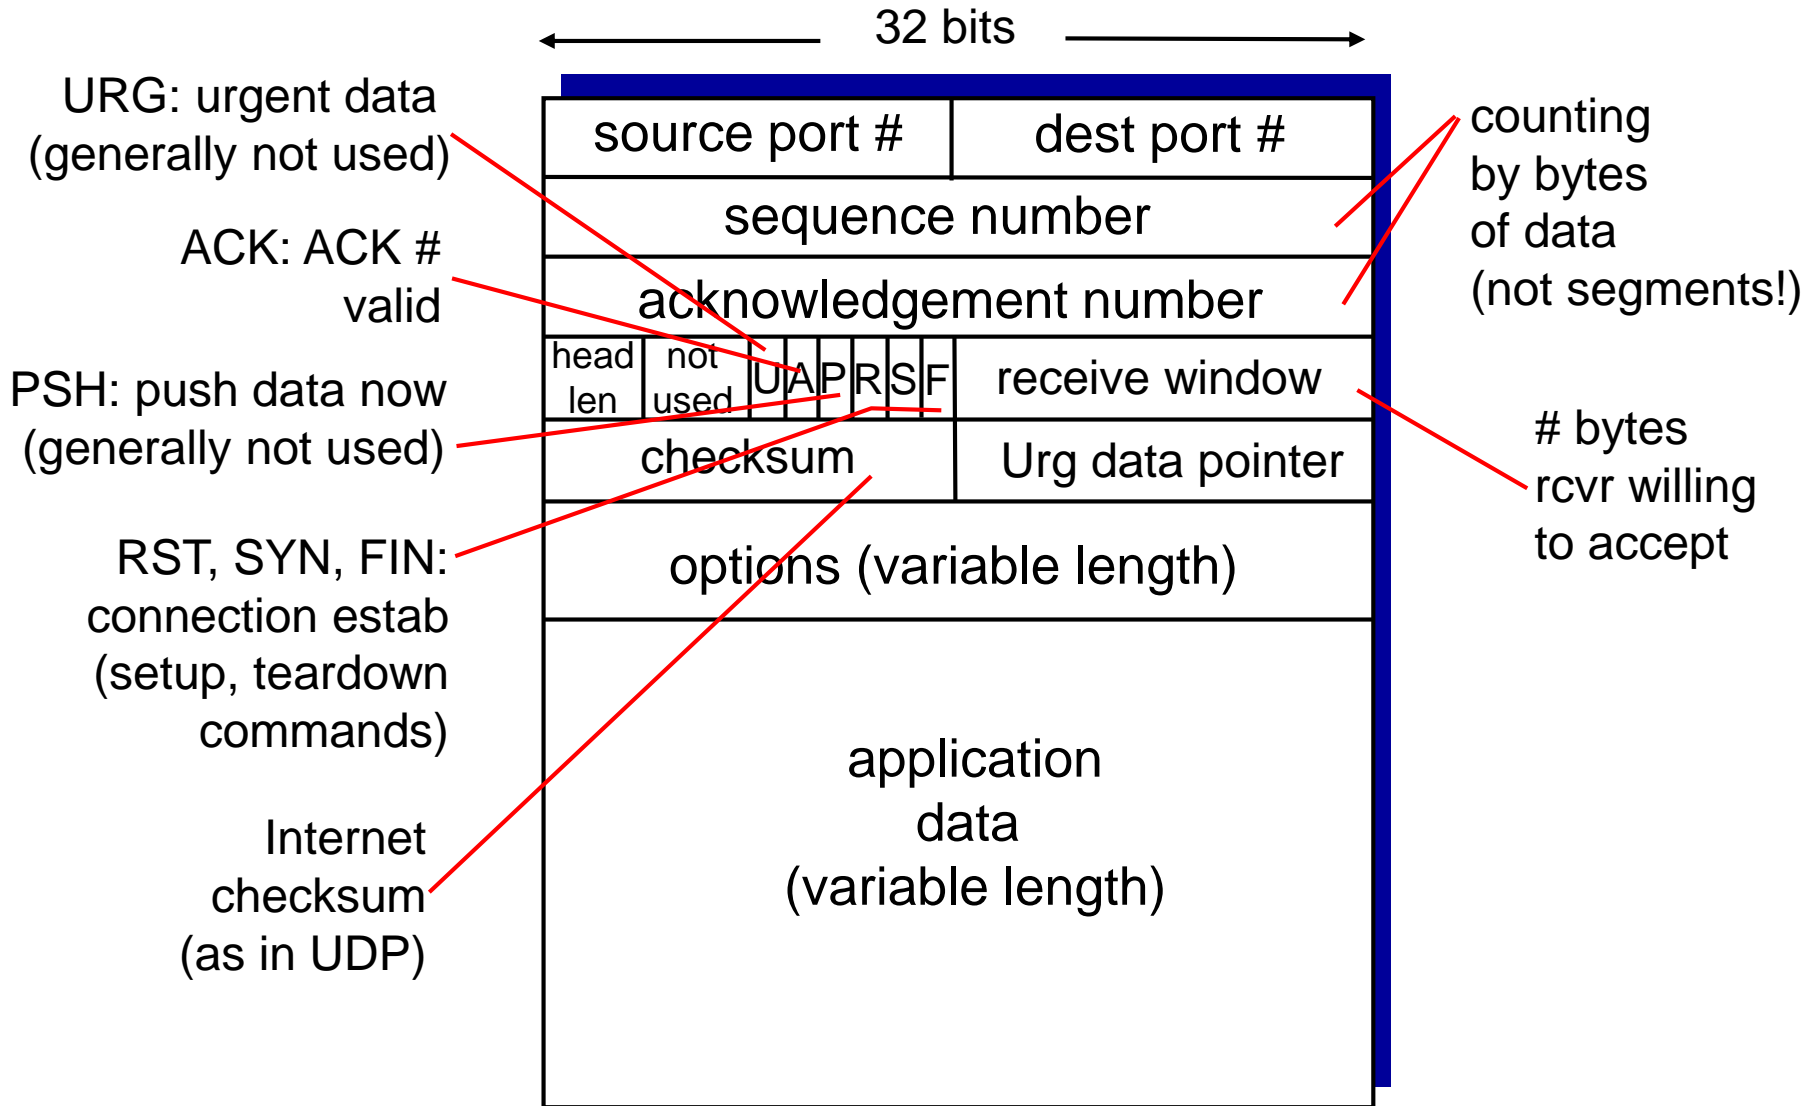 32 bits
URG: urgent data
(generally not used)
ACK: ACK #
valid
PSH: push data now
(generally not used)
RST, SYN, FIN:
connection estab
(setup, teardown
commands)
Internet
checksum
(as in UDP)
source port #
dest port #
sequence number
acknowledgement number
head
len
not
used
U A P R S F
receive window
checksum
Urg data pointer
options (variable length)
application
data
(variable length)
counting
by bytes
of data
(not segments!)
# bytes
rcvr willing
to accept